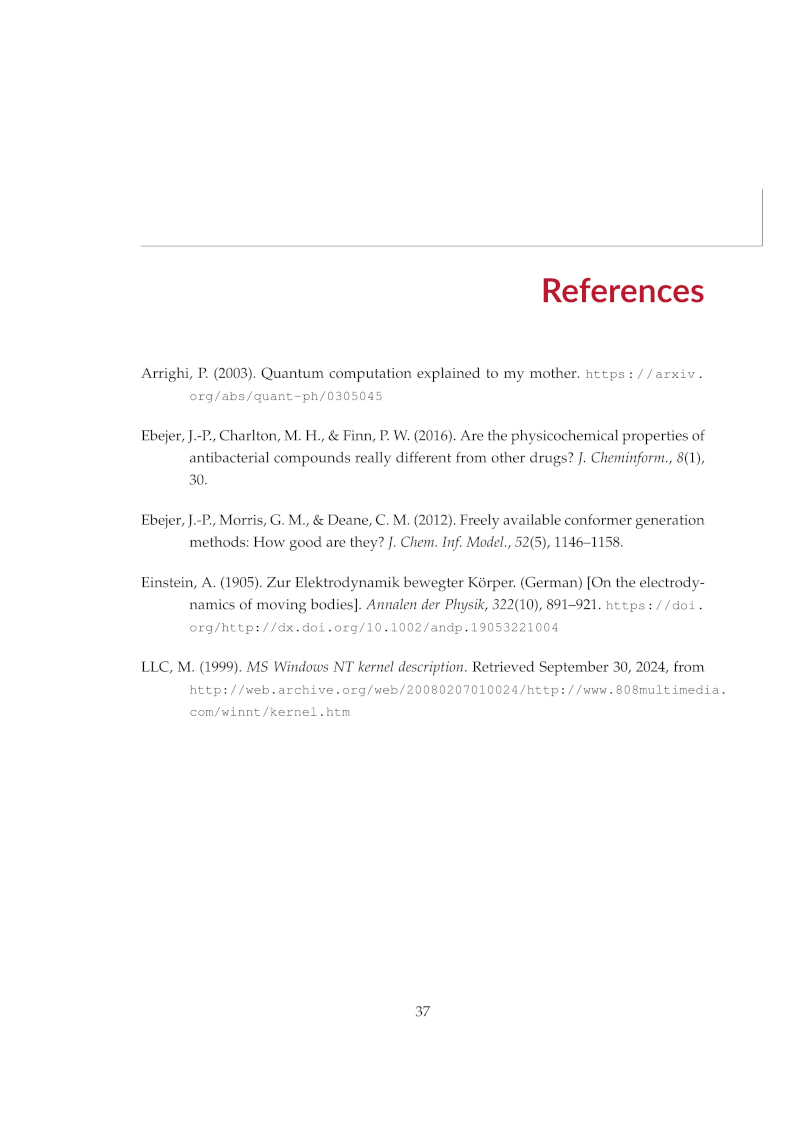 References
Arrighi, P. (2003). Quantum computation explained to my mother. https://arxiv.
org/abs/quant-ph/0305045
Ebejer, J.-P., Charlton, M. H., & Finn, P. W. (2016). Are the physicochemical properties of
antibacterial compounds really different from other drugs? J. Cheminform., 8(1),
30.
Ebejer, J.-P., Morris, G. M., & Deane, C. M. (2012). Freely available conformer generation
methods: How good are they? J. Chem. Inf. Model., 52(5), 1146–1158.
Einstein, A. (1905). Zur Elektrodynamik bewegter Körper. (German) [On the electrody-
namics of moving bodies]. Annalen der Physik, 322(10), 891–921. https://doi.
org/http://dx.doi.org/10.1002/andp.19053221004
LLC, M. (1999). MS Windows NT kernel description. Retrieved September 30, 2024, from
http://web.archive.org/web/20080207010024/http://www.808multimedia.
com/winnt/kernel.htm
37